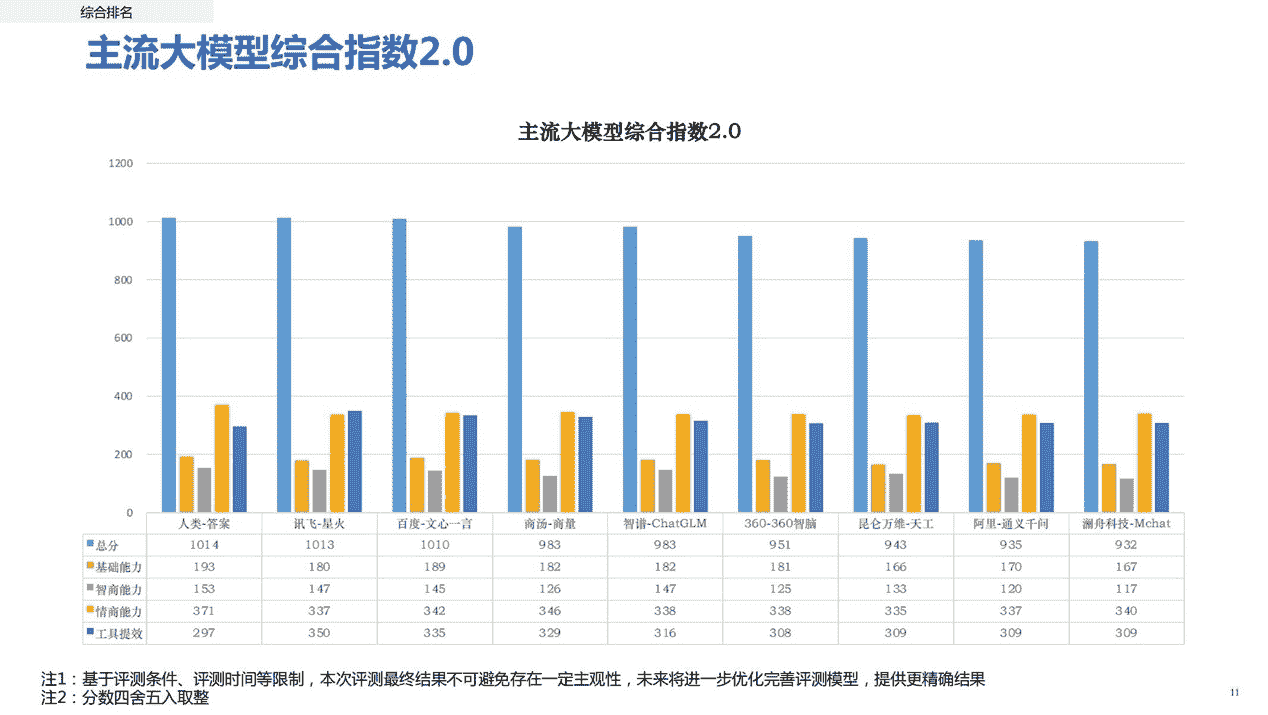 综合排名
主流大模型综合指数2.0
主流大模型综合指数2.0
1200
1000
800
600
400
200
0
人类-答案 讯飞-星火 百度-文心一言 商汤-商量 智谱-ChatGLM 360-360智脑 昆仑万维-天工 阿里-通义千问 澜舟科技-Mchat
总分 1014 1013 1010 983 983 951 943 935 932
基础能力 193 180 189 182 182 181 166 170 167
智商能力 153 147 145 126 147 125 133 120 117
情商能力 371 337 342 346 338 338 335 337 340
工具提效 297 350 335 329 316 308 309 309 309
注1：基于评测条件、评测时间等限制，本次评测最终结果不可避免存在一定主观性，未来将进一步优化完善评测模型，提供更精确结果
注2：分数四舍五入取整
11